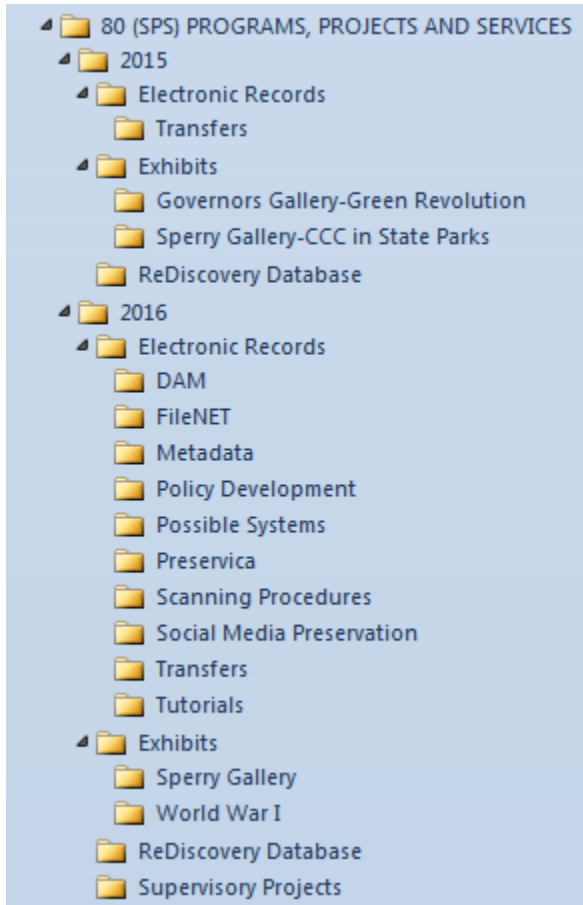 80 (SPS) PROGRAMS, PROJECTS AND SERVICES
2015
Electronic Records
Transfers
Exhibits
Governors Gallery-Green Revolution
Sperry Gallery-CCC in State Parks
ReDiscovery Database
2016
Electronic Records
DAM
FileNET
Metadata
Policy Development
Possible Systems
Preservica
Scanning Procedures
Social Media Preservation
Transfers
Tutorials
Exhibits
Sperry Gallery
World War I
ReDiscovery Database
Supervisory Projects